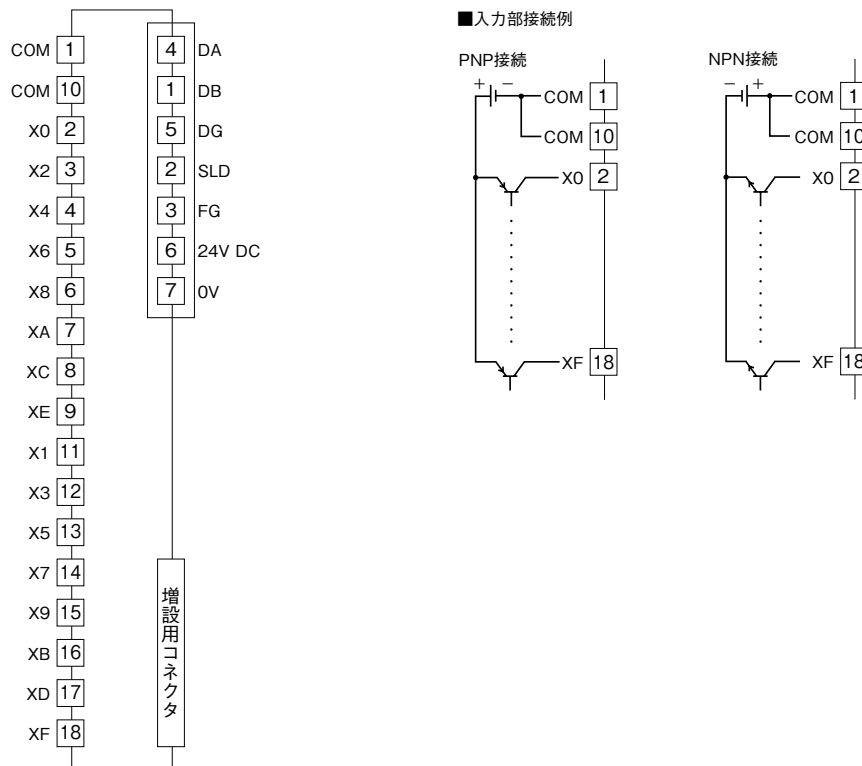 COM 1
COM 10
X0 2
X2 3
X4 4
X6 5
X8 6
XA 7
XC 8
XE 9
X1 11
X3 12
X5 13
X7 14
X9 15
XB 16
XD 17
XF 18
4 DA
1 DB
5 DG
2 SLD
3 FG
6 24V DC
7 0V
増設用コネクタ
■入力部接続例
PNP接続
+ −
COM 1
COM 10
X0 2
XF 18
NPN接続
− +
COM 1
COM 10
X0 2
XF 18